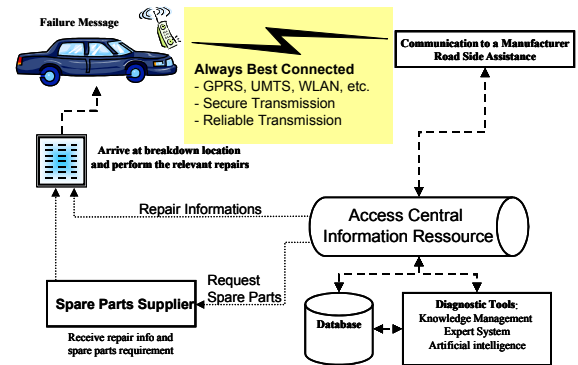 Failure Message
Always Best Connected
- GPRS, UMTS, WLAN, etc.
- Secure Transmission
- Reliable Transmission
Communication to a Manufacturer
Road Side Assistance
Arrive at breakdown location
and perform the relevant repairs
Repair Informations
Access Central
Information Ressource
Request
Spare Parts
Spare Parts Supplier
Receive repair info and
spare parts requirement
Database
Diagnostic Tools:
Knowledge Management
Expert System
Artificial intelligence